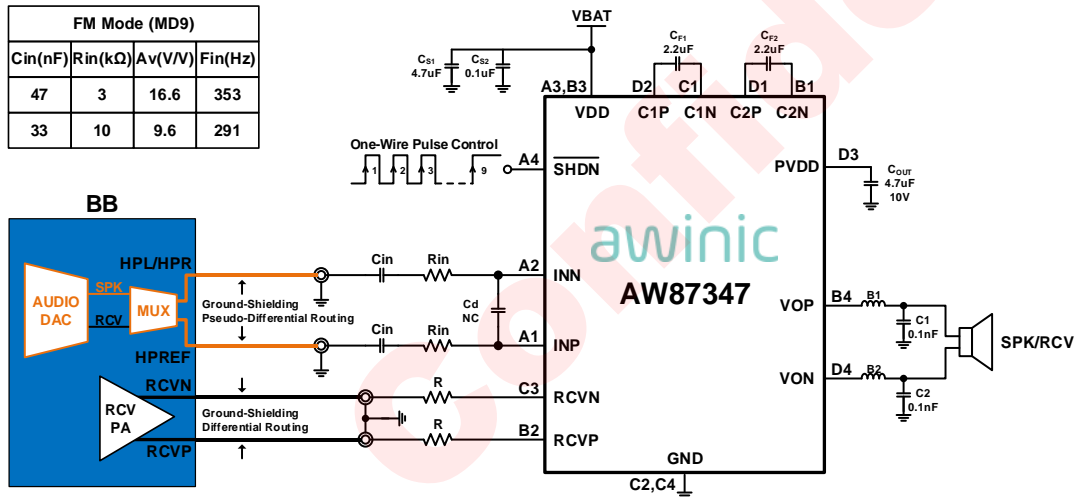 FM Mode (MD9)
Cin(nF) Rin(kΩ) Av(V/V) Fin(Hz)
47 3 16.6 353
33 10 9.6 291
VBAT
CS1
4.7uF
CS2
0.1uF
CF1
2.2uF
CF2
2.2uF
A3,B3
D2
C1
D1
B1
VDD
C1P
C1N
C2P
C2N
One-Wire Pulse Control
1 2 3 9
A4
SHDN
PVDD
D3
COUT
4.7uF
10V
BB
HPL/HPR
AUDIO
DAC
SPK
RCV
MUX
Ground-Shielding
Pseudo-Differential Routing
HPREF
Cin
Rin
A2
INN
Cd
NC
Cin
Rin
A1
INP
awinic
AW87347
VOP
B4
B1
C1
0.1nF
SPK/RCV
VON
D4
B2
C2
0.1nF
RCVN
RCV
PA
Ground-Shielding
Differential Routing
RCVP
R
C3
RCVN
R
B2
RCVP
GND
C2,C4
Confide